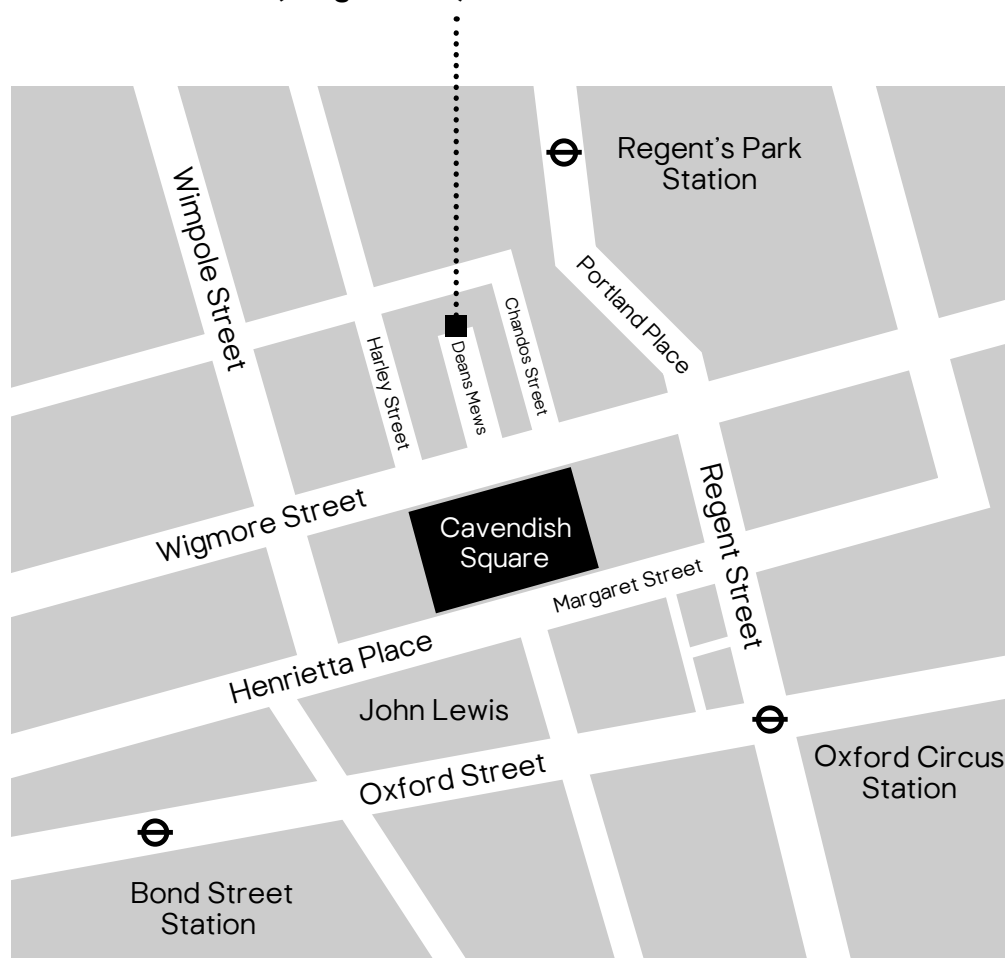 Regent's Park
Station
Wimpole Street
Portland Place
Chandos Street
Harley Street
Deans Mews
Regent Street
Wigmore Street
Cavendish
Square
Margaret Street
Henrietta Place
John Lewis
Oxford Street
Oxford Circus
Station
Bond Street
Station